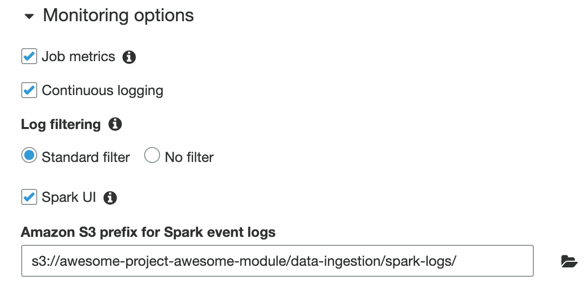 Monitoring options
Job metrics
Continuous logging
Log filtering
Standard filter No filter
Spark UI
Amazon S3 prefix for Spark event logs
s3://awesome-project-awesome-module/data-ingestion/spark-logs/